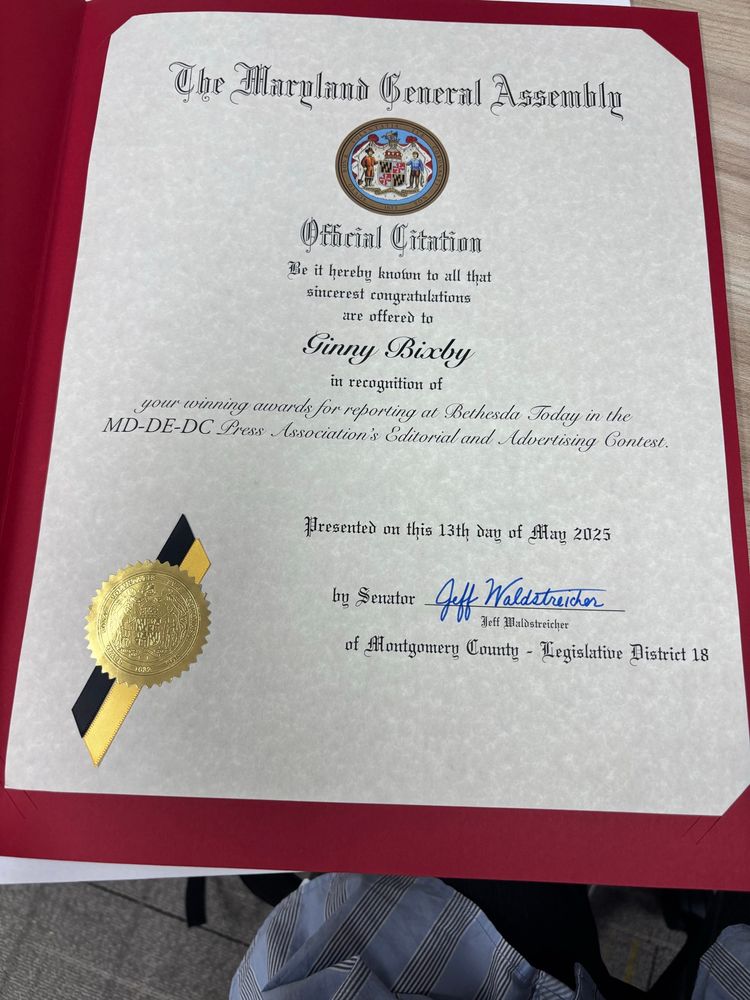 The Maryland General Assembly
Official Citation
Be it hereby known to all that
sincerest congratulations
are offered to
Ginny Bixby
in recognition of
your winning awards for reporting at Bethesda Today in the
MD-DE-DC Press Association's Editorial and Advertising Contest.
Presented on this 13th day of May 2025
by Senator Jeff Waldstreicher
Jeff Waldstreicher
of Montgomery County - Legislative District 18